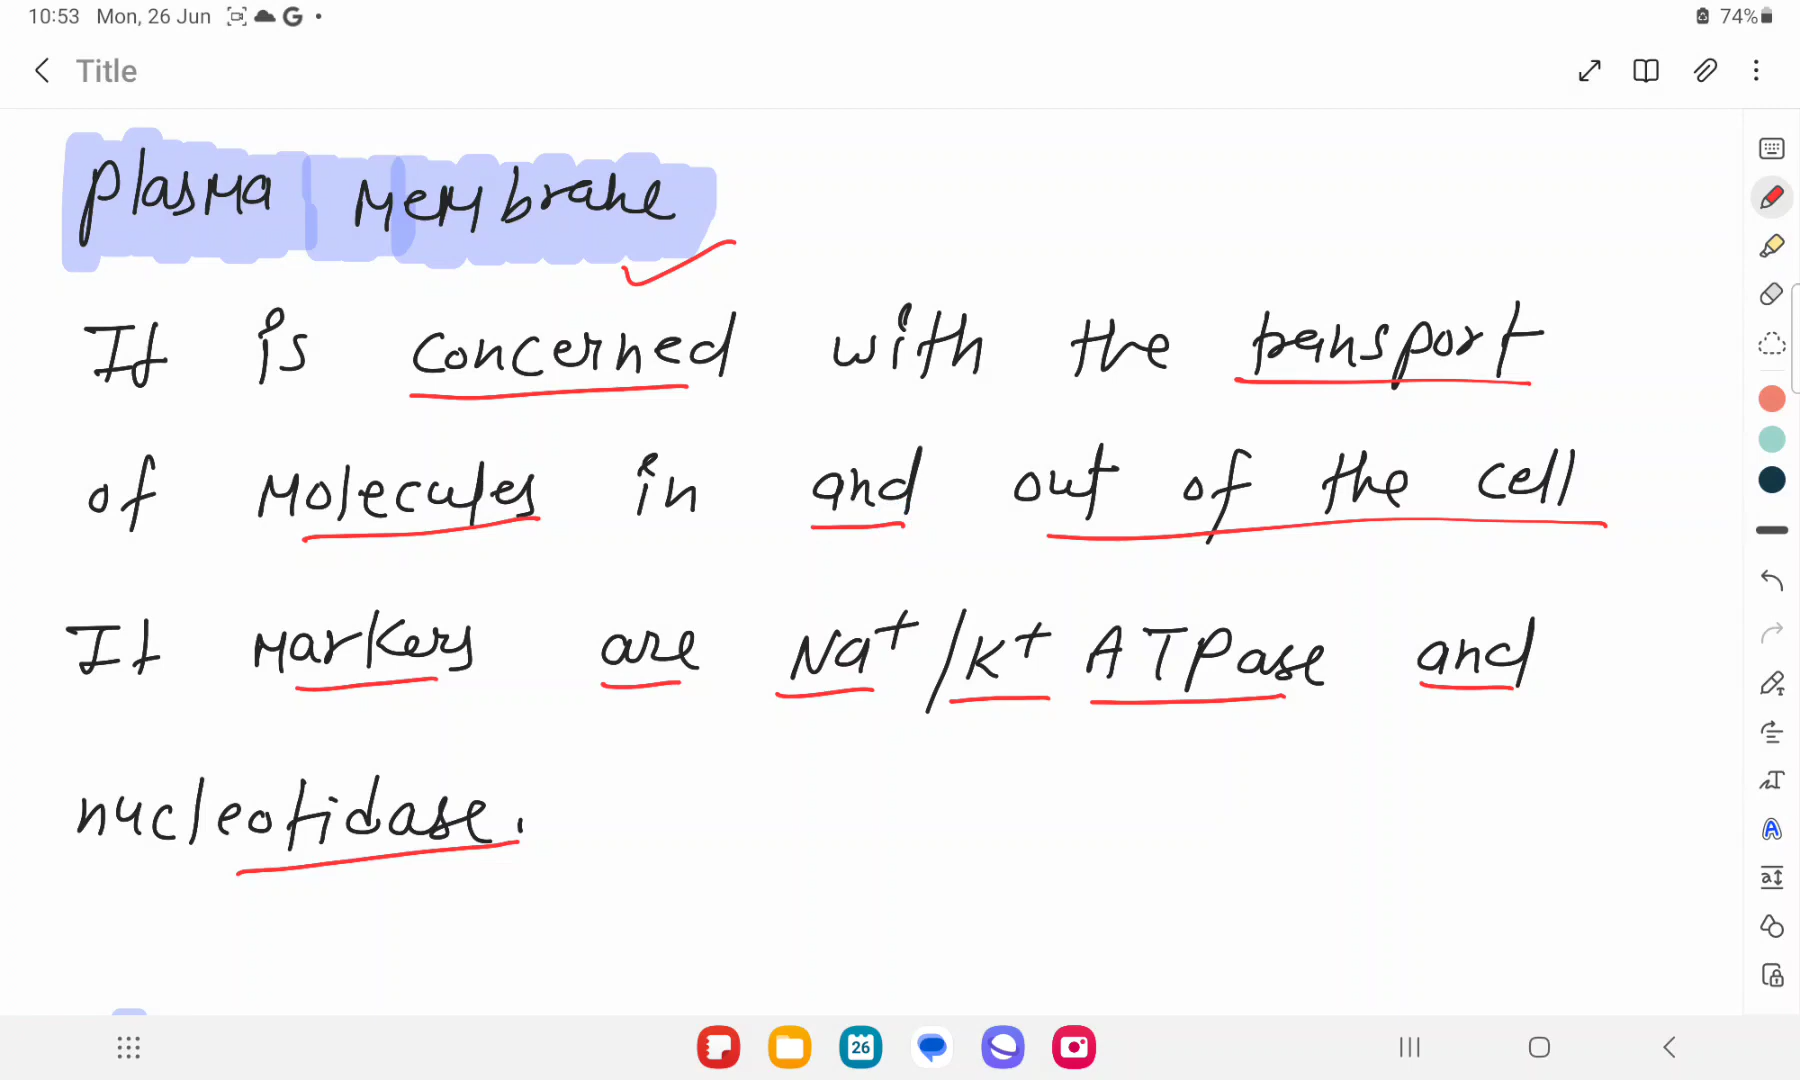 10:53 Mon, 26 Jun G • 74%
Title
Plasma Membrane
It is concerned with the transport
of Molecules in and out of the cell
It Markers are Na+/K+ ATPase and
nucleotidase.
26